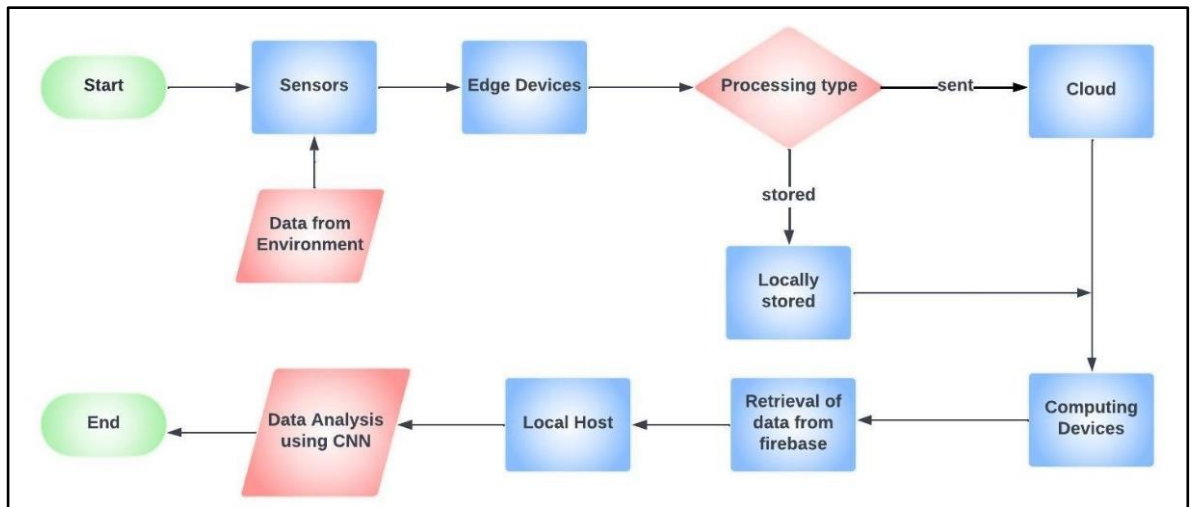 Start
Sensors
Edge Devices
Processing type
sent
Cloud
stored
Data from
Environment
Locally
stored
End
Data Analysis
using CNN
Local Host
Retrieval of
data from
firebase
Computing
Devices